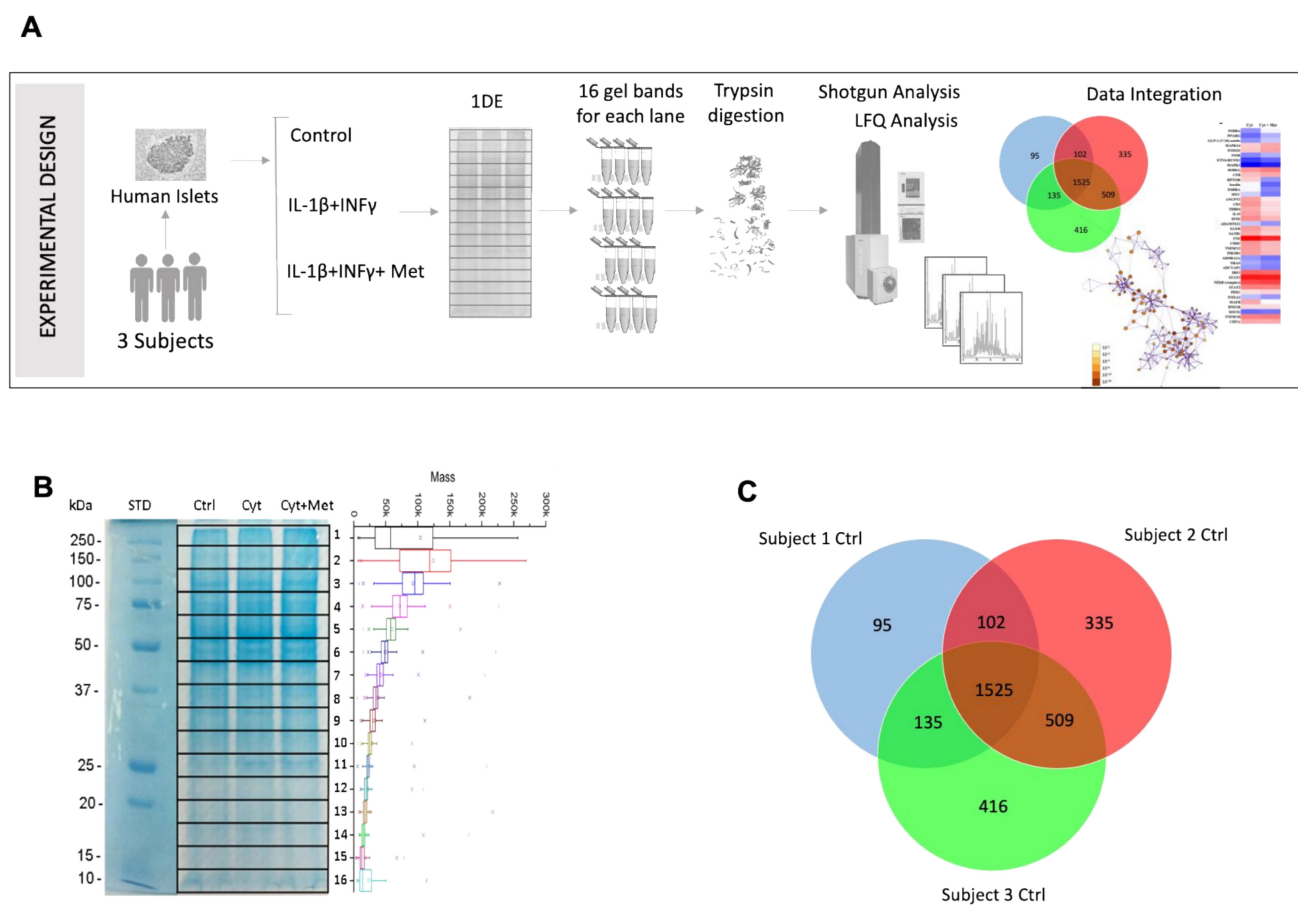 A
EXPERIMENTAL DESIGN
Human Islets
3 Subjects
Control
IL-1β+INFγ
IL-1β+INFγ+ Met
1DE
16 gel bands
for each lane
Trypsin
digestion
Shotgun Analysis
LFQ Analysis
Data Integration
95
102
335
1525
135
509
416
Cyt
Cyt + Met
B
kDa
STD
Ctrl
Cyt
Cyt+Met
Mass
0
50k
100k
150k
200k
250k
300k
250-
150-
100-
75-
50-
37-
25-
20-
15-
10-
1
2
3
4
5
6
7
8
9
10
11
12
13
14
15
16
C
Subject 1 Ctrl
Subject 2 Ctrl
95
102
335
1525
135
509
416
Subject 3 Ctrl